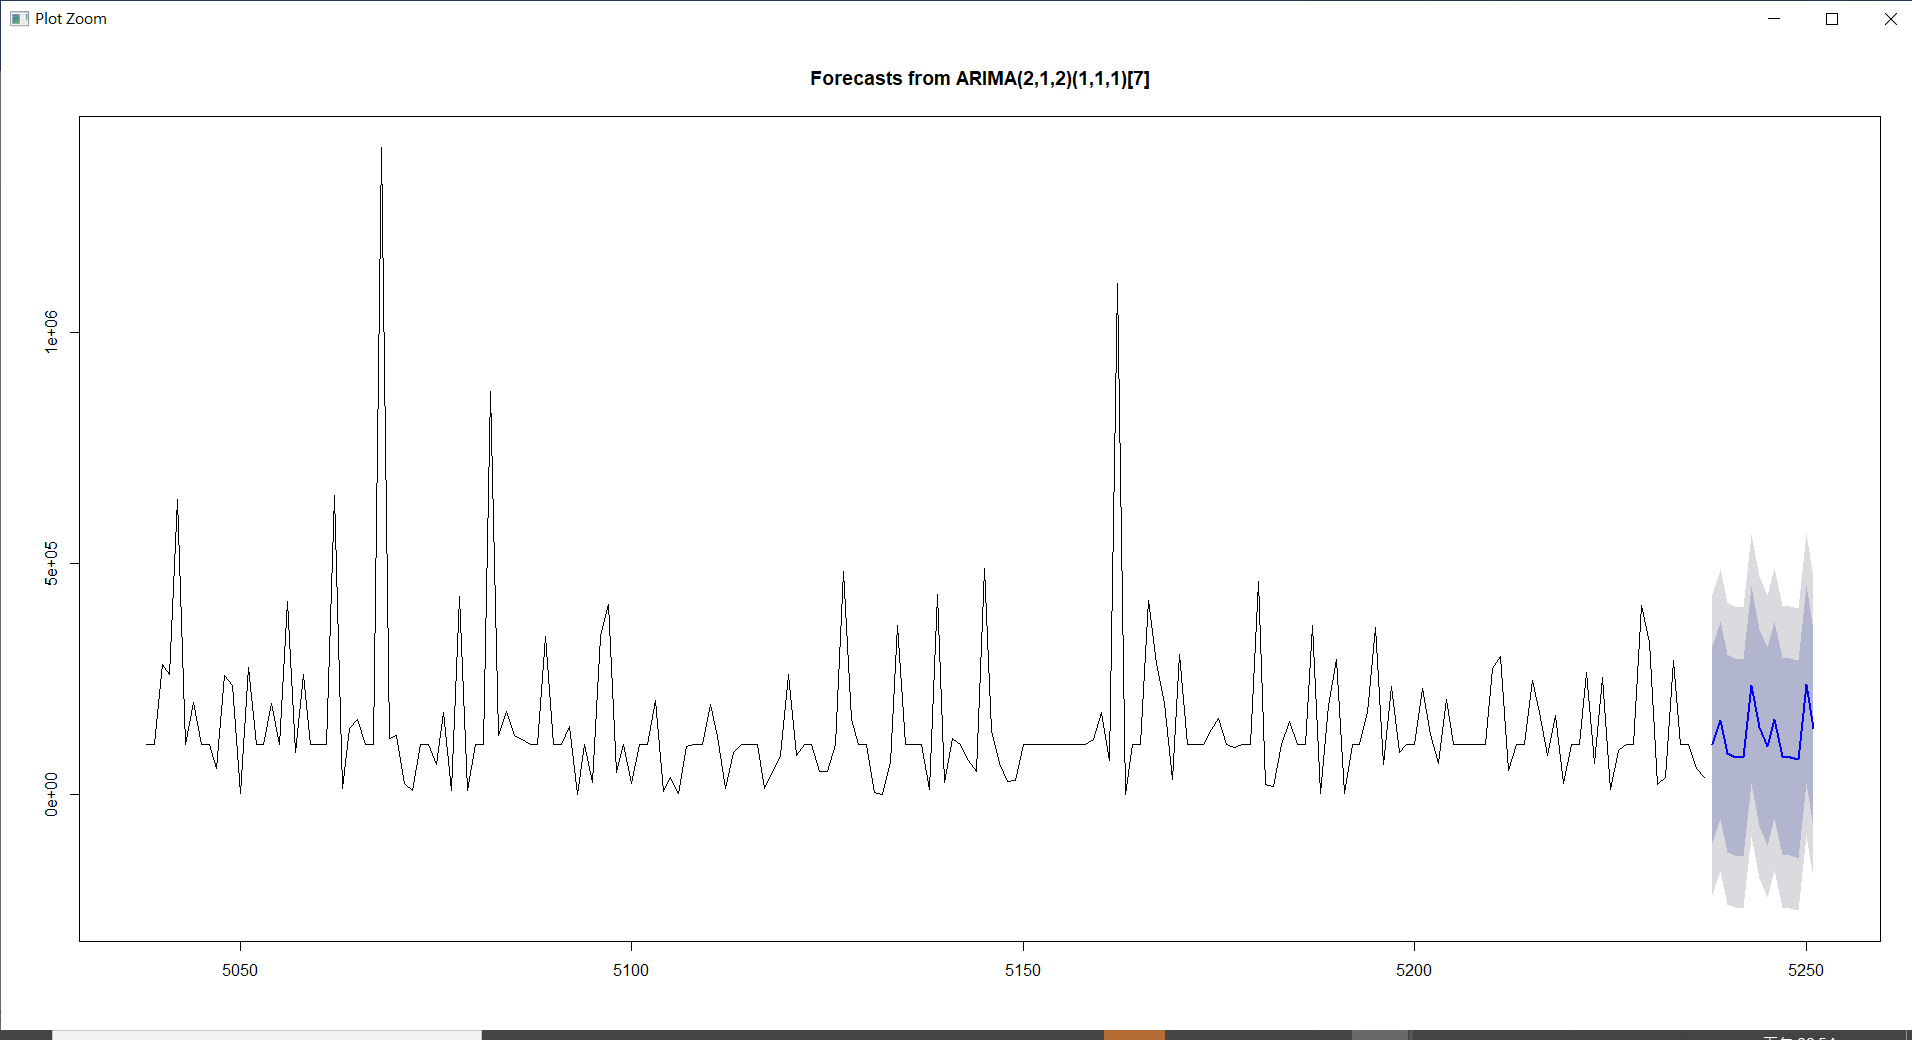 Plot Zoom
Forecasts from ARIMA(2,1,2)(1,1,1)[7]
1e+06
5e+05
0e+00
5050 5100 5150 5200 5250